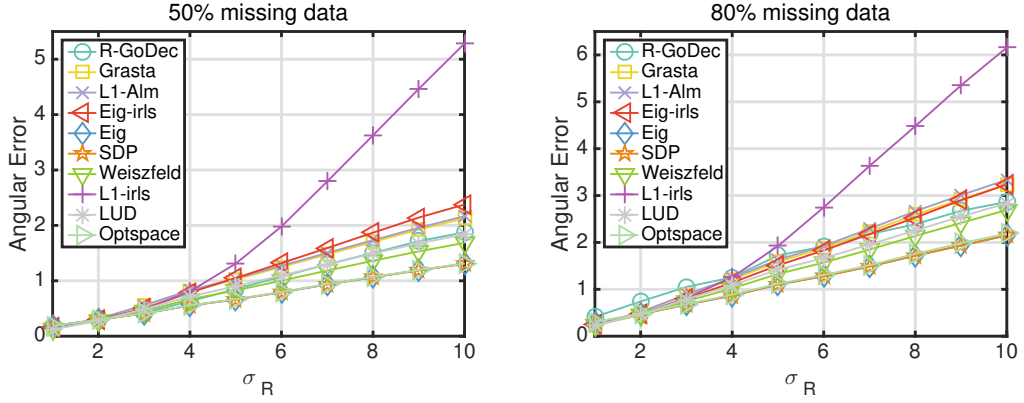 50% missing data
5
4
3
2
1
0
Angular Error
R-GoDec
Grasta
L1-Alm
Eig-irls
Eig
SDP
Weiszfeld
L1-irls
LUD
Optspace
2
4
6
8
10
σ R
80% missing data
6
5
4
3
2
1
0
Angular Error
R-GoDec
Grasta
L1-Alm
Eig-irls
Eig
SDP
Weiszfeld
L1-irls
LUD
Optspace
2
4
6
8
10
σ R